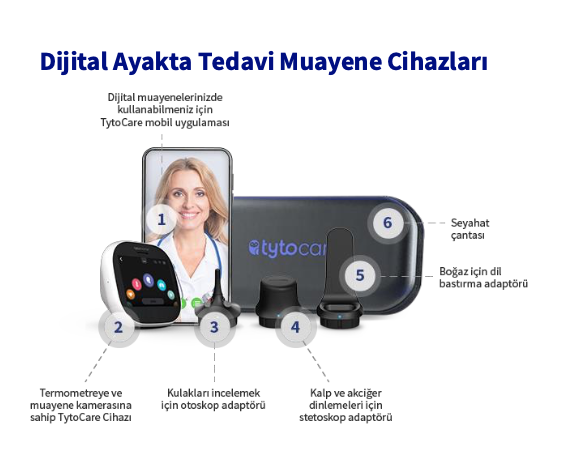 Dijital Ayakta Tedavi Muayene Cihazları
Dijital muayenelerinizde
kullanabilmeniz için
TytoCare mobil uygulaması
1
6
Seyahat
çantası
tytocar
5
Boğaz için dil
bastırma adaptörü
2
3
4
Termometreye ve
muayene kamerasına
sahip TytoCare Cihazı
Kulakları incelemek
için otoskop adaptörü
Kalp ve akciğer
dinlemeleri için
stetoskop adaptörü